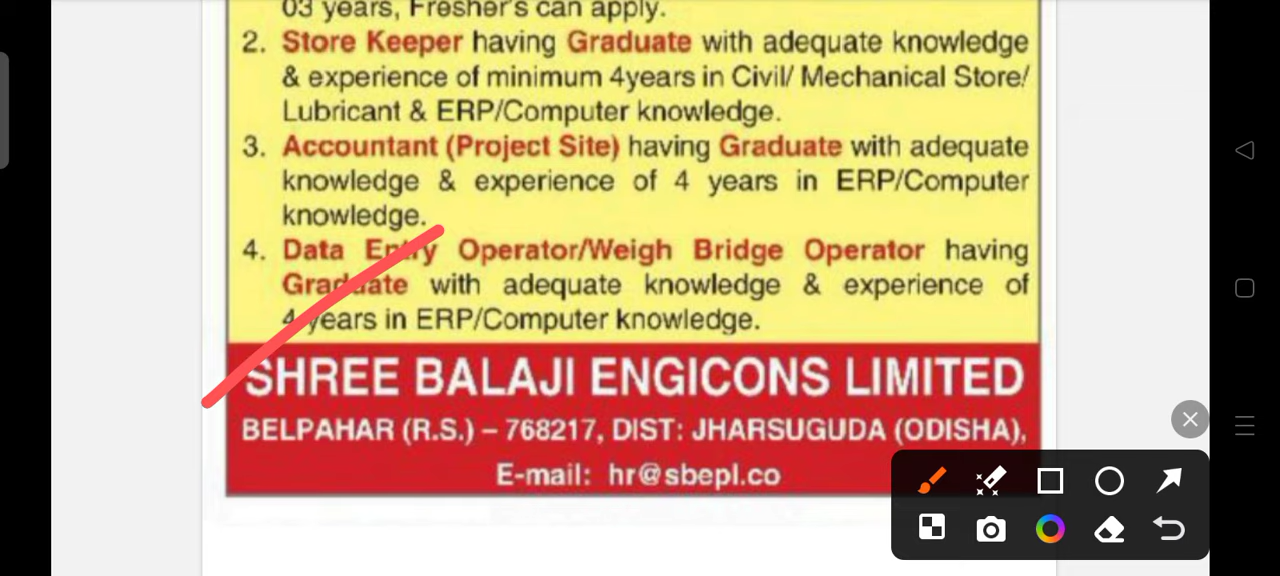 03 years, Fresher's can apply.
2. Store Keeper having Graduate with adequate knowledge
& experience of minimum 4years in Civil/ Mechanical Store/
Lubricant & ERP/Computer knowledge.
3. Accountant (Project Site) having Graduate with adequate
knowledge & experience of 4 years in ERP/Computer
knowledge.
4. Data Entry Operator/Weigh Bridge Operator having
Graduate with adequate knowledge & experience of
4 years in ERP/Computer knowledge.
SHREE BALAJI ENGICONS LIMITED
BELPAHAR (R.S.) – 768217, DIST: JHARSUGUDA (ODISHA),
E-mail: hr@sbepl.co